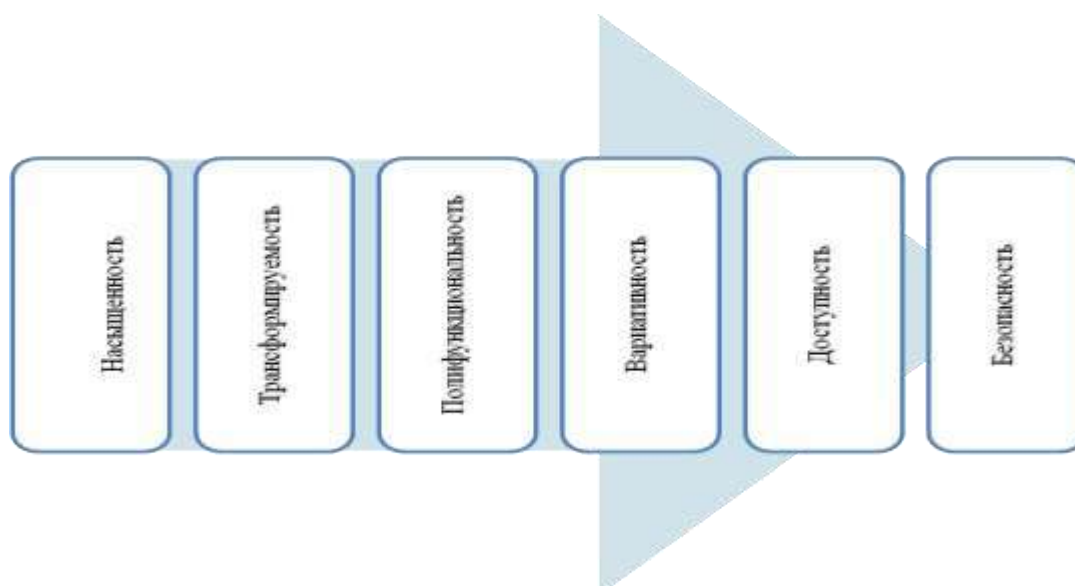 Насыщенность
Трансформируемость
Полифункциональность
Вариативность
Доступность
Безопасность